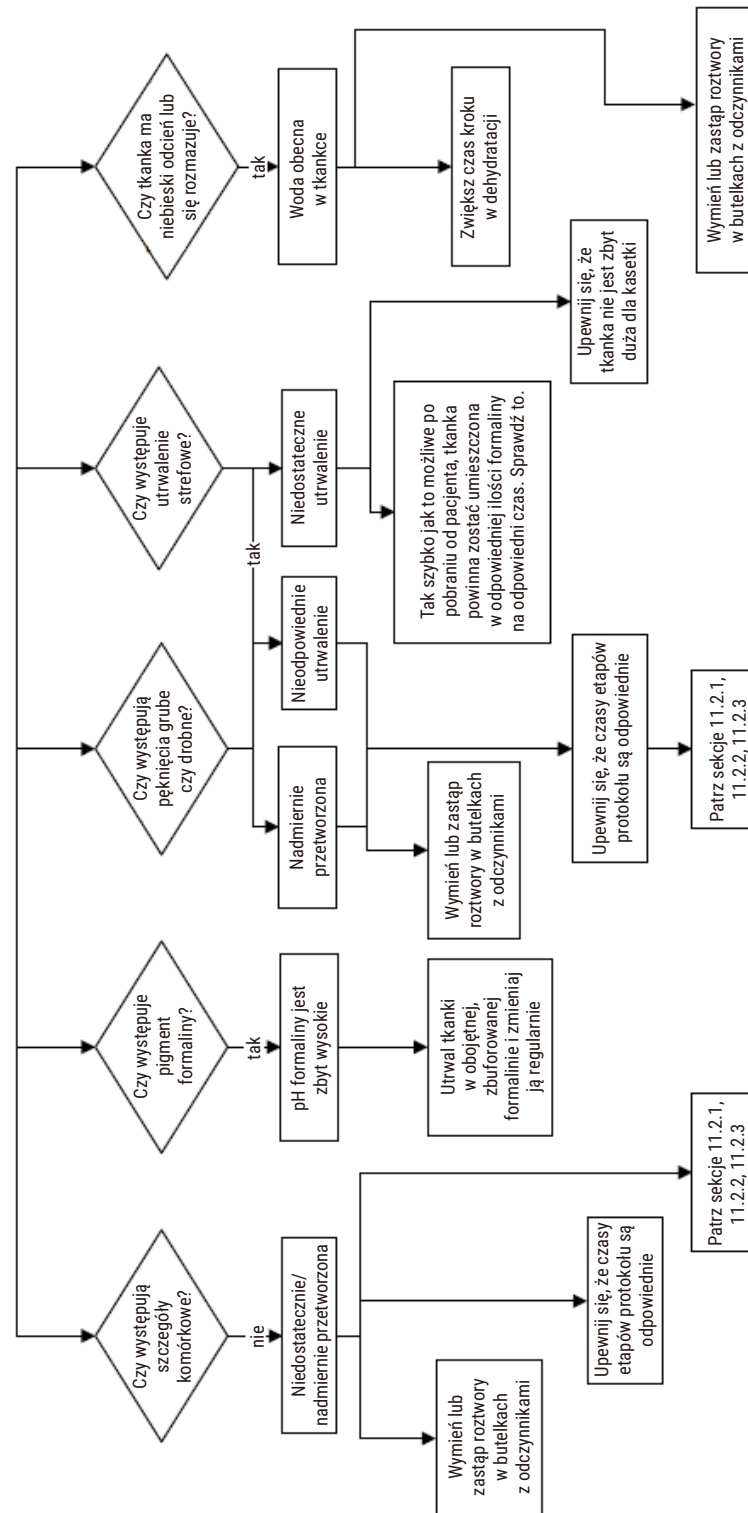 Czy występują
szczegóły
komórkowe?
nie
Niedostatecznie/
nadmiernie przetworzona
Wymień lub
zastąp roztwory
w butelkach
z odczynnikami
Upewnij się, że czasy
etapów protokołu są
odpowiednie
Patrz sekcje 11.2.1,
11.2.2, 11.2.3
Czy występuje
pigment
formaliny?
tak
pH formaliny jest
zbyt wysokie
Utrwal tkanki
w obojętnej,
zbuforowanej
formalinie i zmieniaj
ją regularnie
Czy występują
pęknięcia grube
czy drobne?
Czy występuje
utrwalenie
strefowe?
tak
Nadmiernie
przetworzona
Nieodpowiednie
utrwalenie
Niedostateczne
utrwalenie
Wymień lub zastąp
roztwory w butelkach
z odczynnikami
Upewnij się, że czasy etapów
protokołu są odpowiednie
Patrz sekcje 11.2.1,
11.2.2, 11.2.3
Tak szybko jak to możliwe po
pobraniu od pacjenta, tkanka
powinna zostać umieszczona
w odpowiedniej ilości formaliny
na odpowiedni czas. Sprawdź to.
Upewnij się, że
tkanka nie jest zbyt
duża dla kasetki
Czy tkanka ma
niebieski odcień lub
się rozmazuje?
tak
Woda obecna
w tkankce
Zwiększ czas kroku
w dehydratacji
Wymień lub zastąp roztwory
w butelkach z odczynnikami